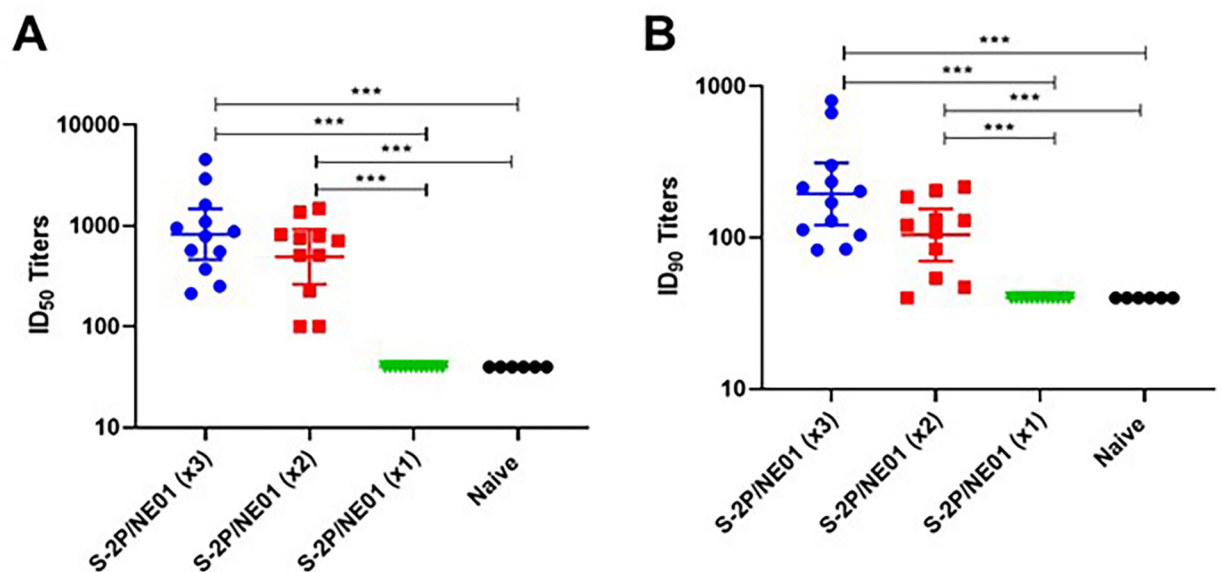 A
***
***
***
***
10000
1000
100
10
ID50 Titers
S-2P/NE01 (x3)
S-2P/NE01 (x2)
S-2P/NE01 (x1)
Naive
B
***
***
***
***
1000
100
10
ID90 Titers
S-2P/NE01 (x3)
S-2P/NE01 (x2)
S-2P/NE01 (x1)
Naive